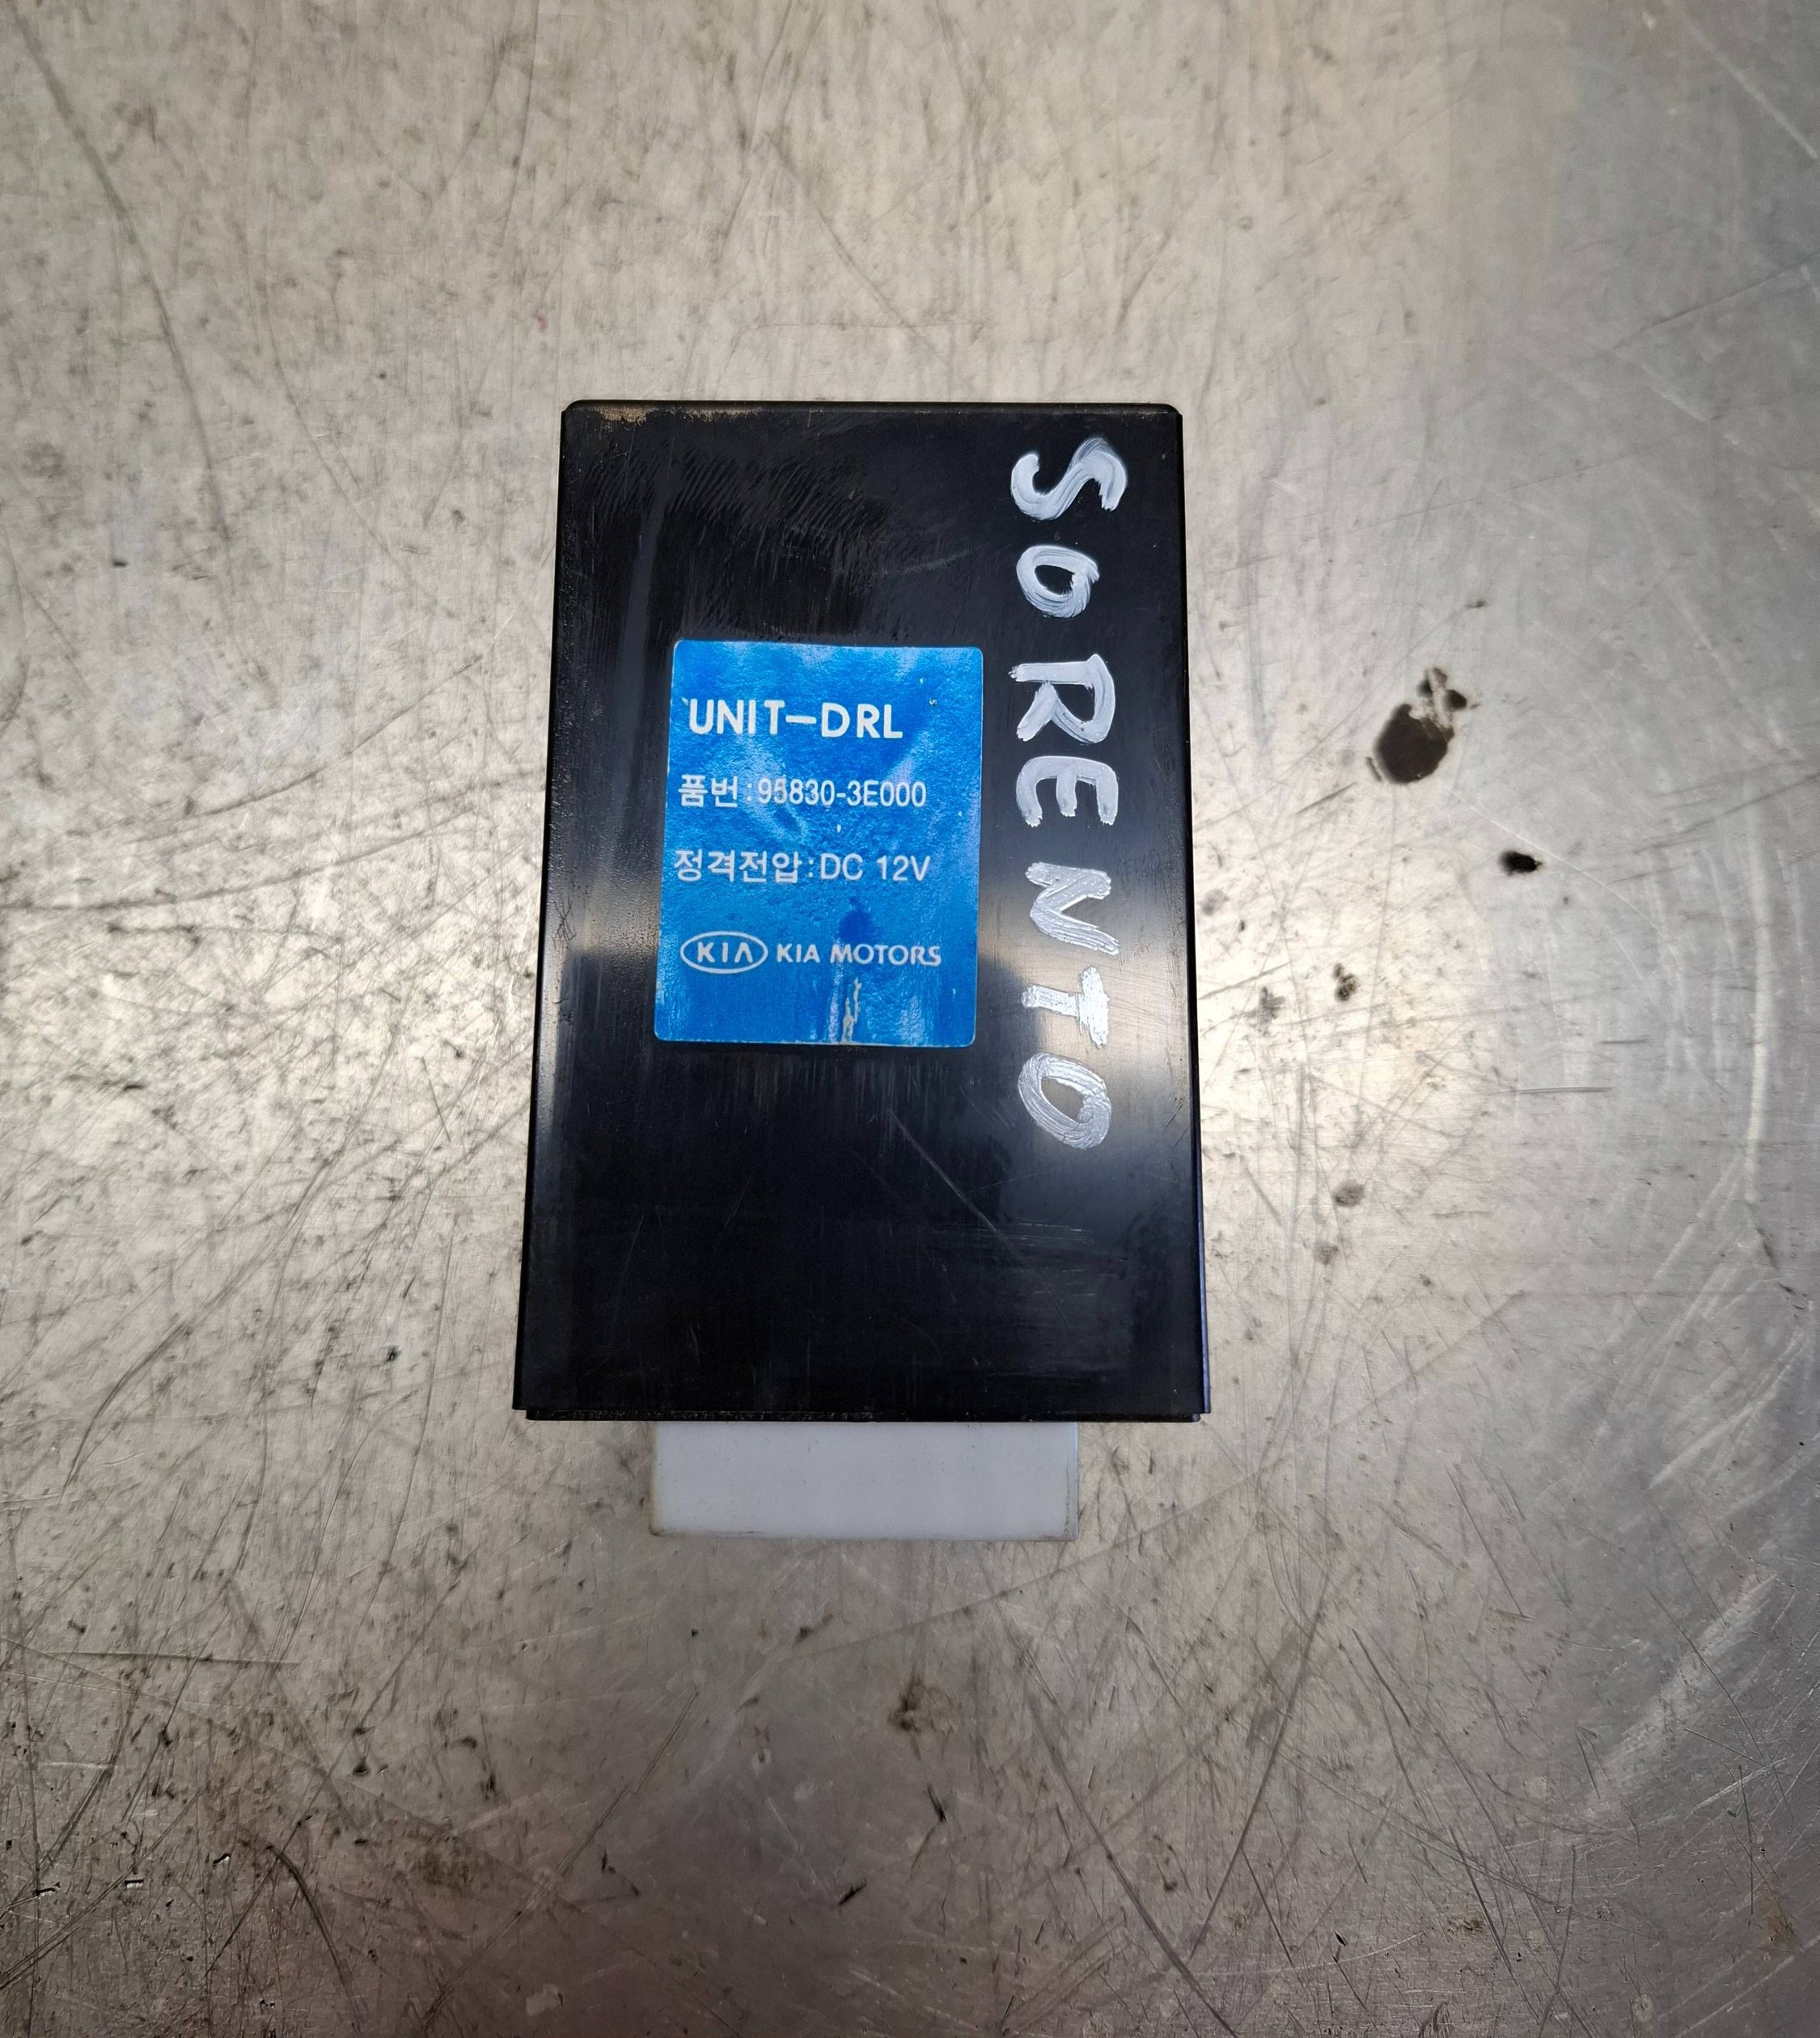 UNIT-DRL
품번:95830-3E000
정격전압:DC 12V
KIA KIA MOTORS
SORENTO